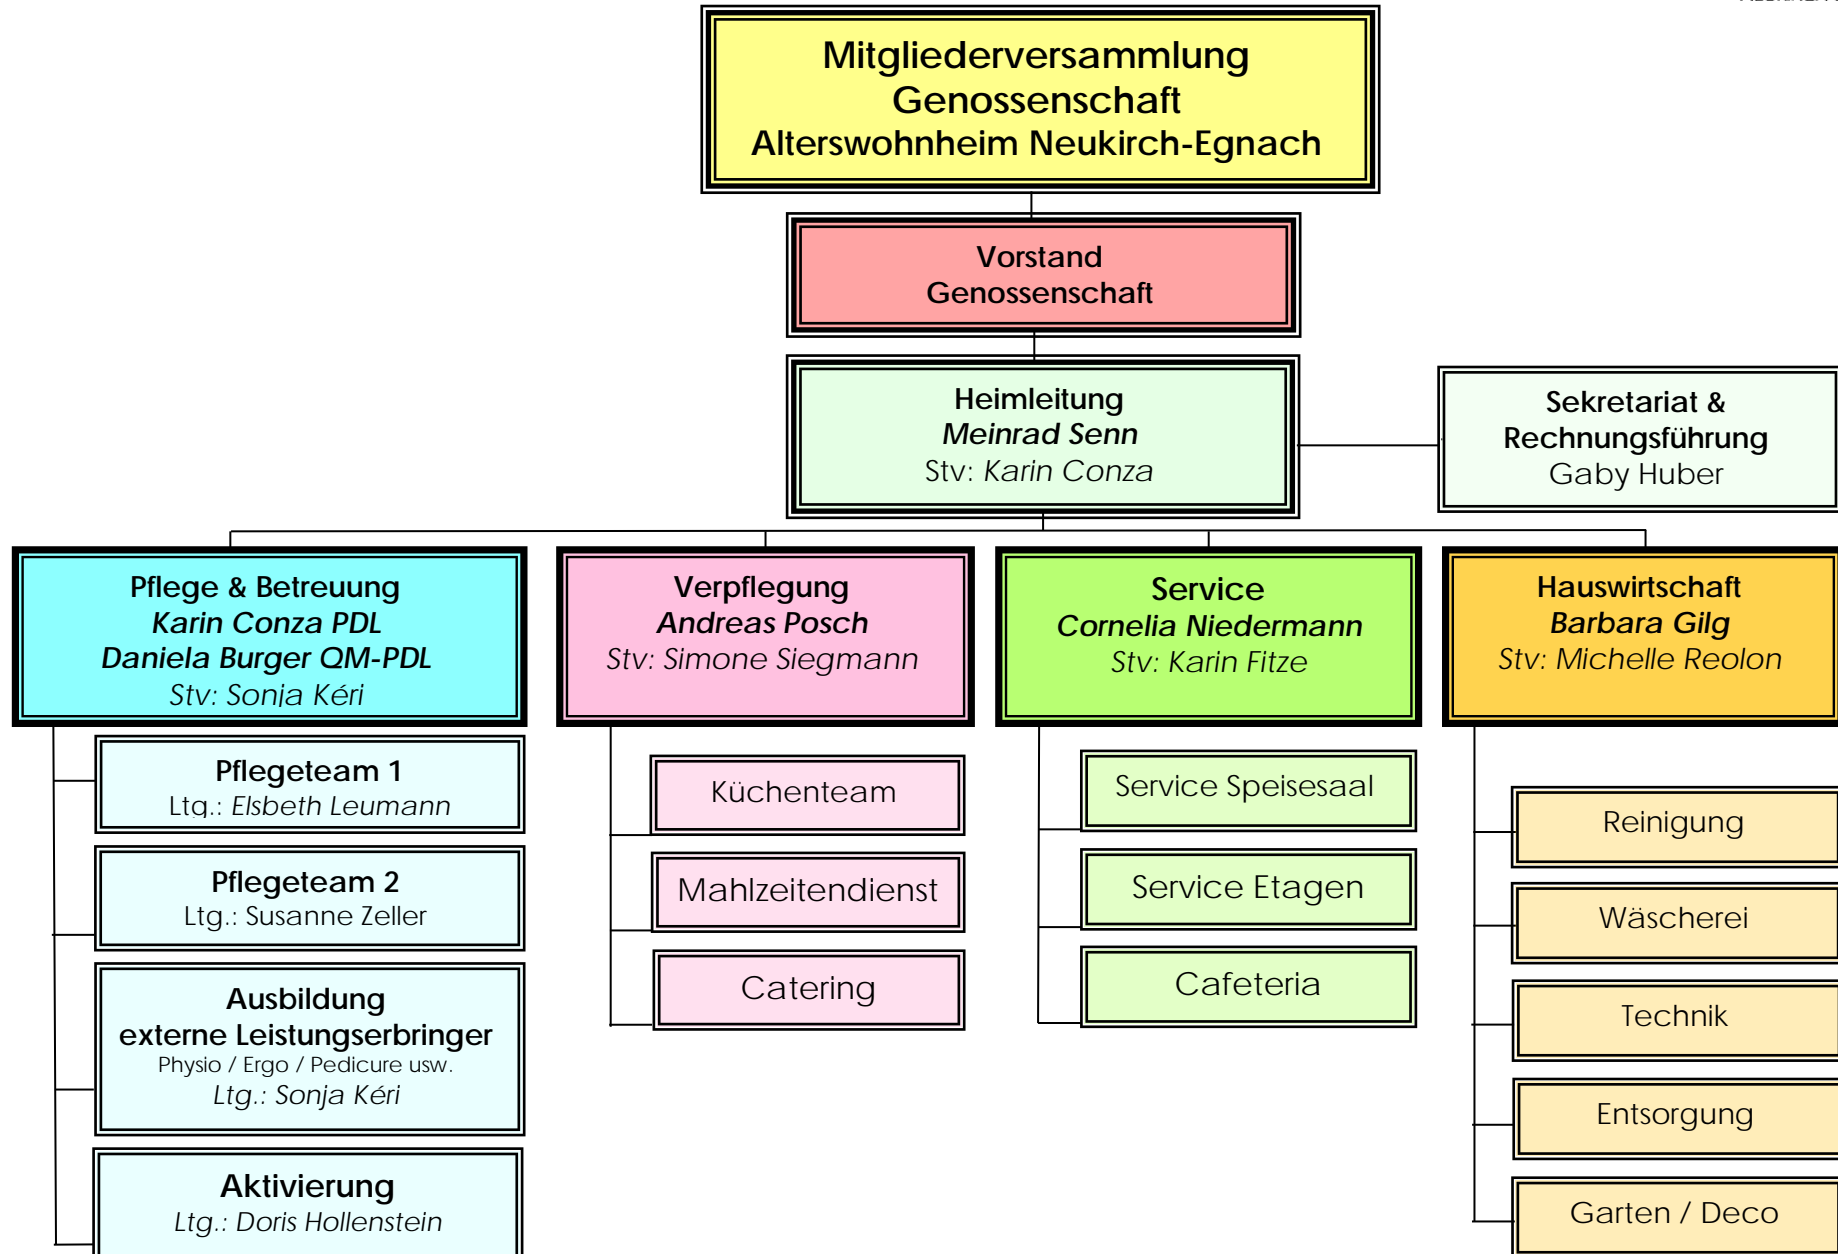 Mitgliederversammlung
Genossenschaft
Alterswohnheim Neukirch-Egnach
Vorstand
Genossenschaft
Heimleitung
Meinrad Senn
Stv: Karin Conza
Sekretariat &
Rechnungsführung
Gaby Huber
Pflege & Betreuung
Karin Conza PDL
Daniela Burger QM-PDL
Stv: Sonja Kéri
Verpflegung
Andreas Posch
Stv: Simone Siegmann
Service
Cornelia Niedermann
Stv: Karin Fitze
Hauswirtschaft
Barbara Gilg
Stv: Michelle Reolon
Pflegeteam 1
Ltg.: Elsbeth Leumann
Pflegeteam 2
Ltg.: Susanne Zeller
Ausbildung
externe Leistungserbringer
Physio / Ergo / Pedicure usw.
Ltg.: Sonja Kéri
Aktivierung
Ltg.: Doris Hollenstein
Küchenteam
Mahlzeitendienst
Catering
Service Speisesaal
Service Etagen
Cafeteria
Reinigung
Wäscherei
Technik
Entsorgung
Garten / Deco